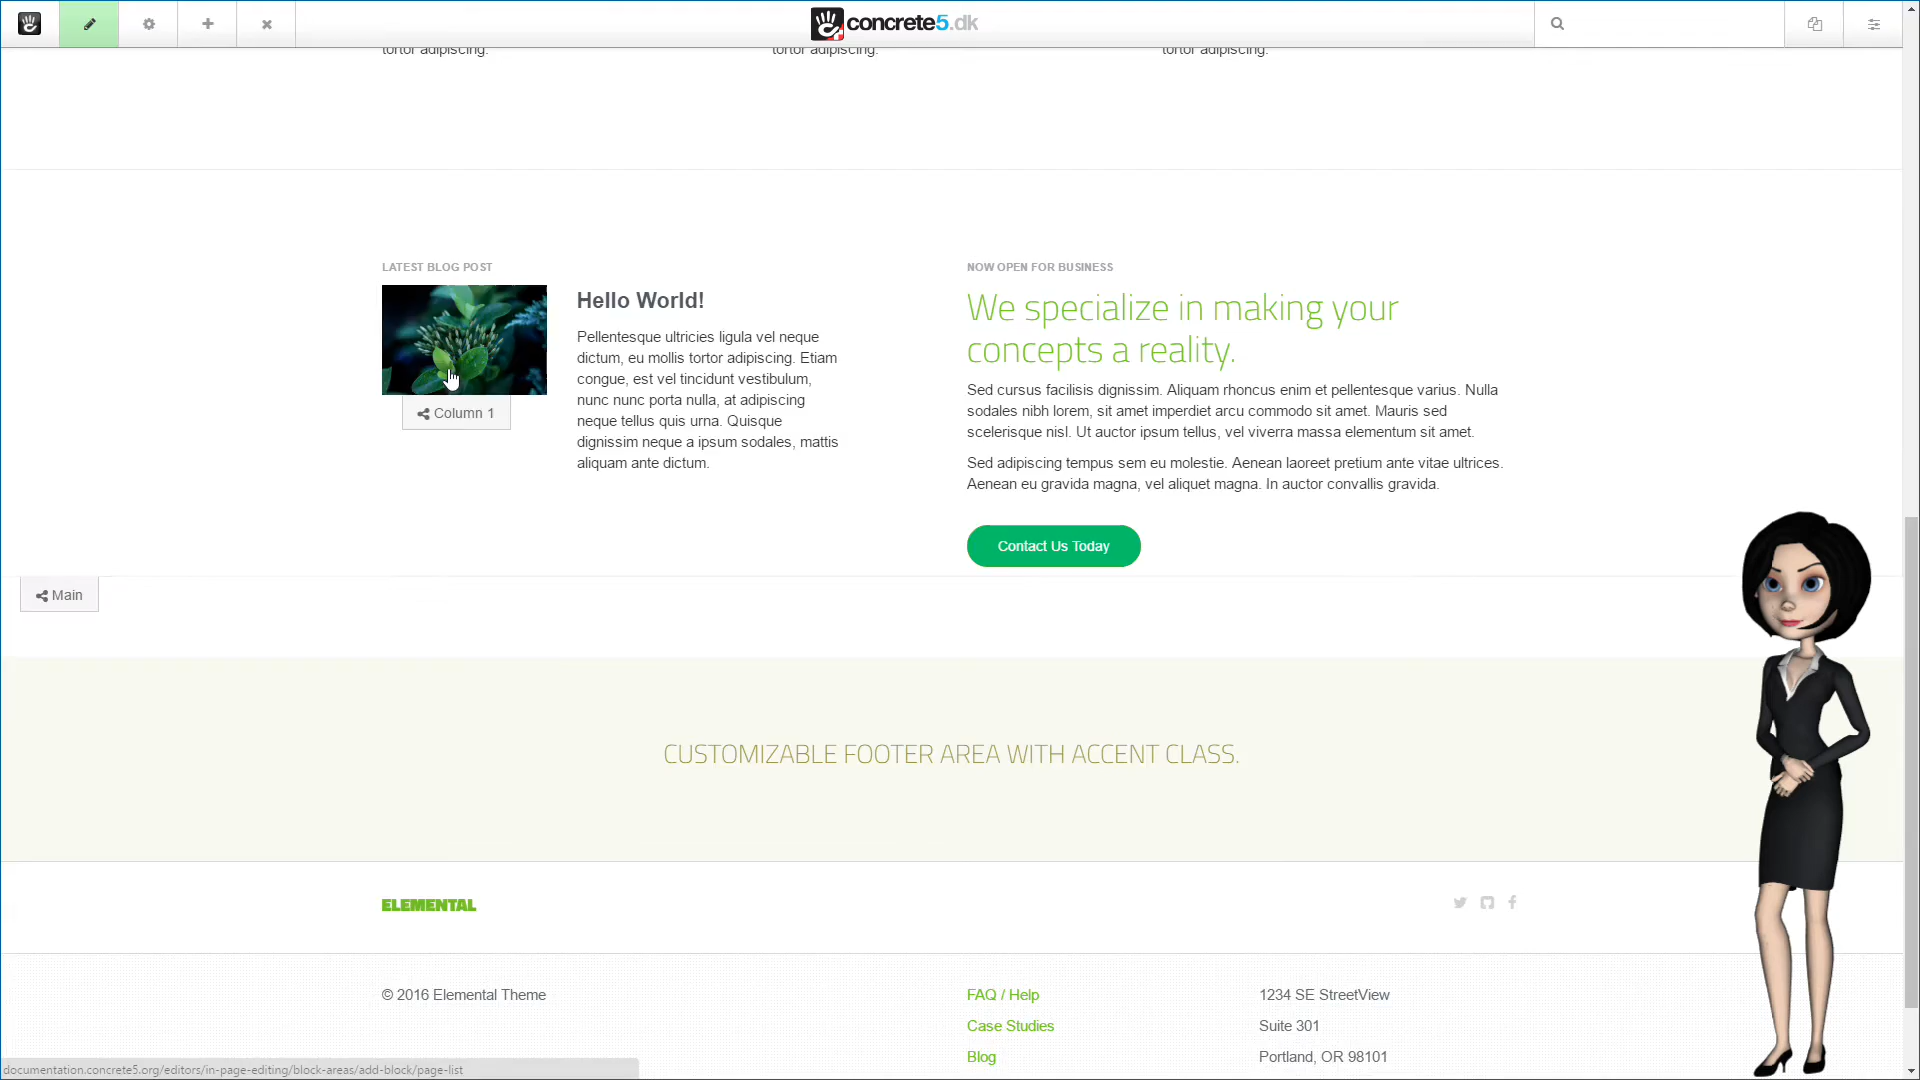 concrete5.dk
tortor adipiscing.
tortor adipiscing.
tortor adipiscing.
LATEST BLOG POST
Hello World!
Pellentesque ultricies ligula vel neque
dictum, eu mollis tortor adipiscing. Etiam
congue, est vel tincidunt vestibulum,
nunc nunc porta nulla, at adipiscing
neque tellus quis urna. Quisque
dignissim neque a ipsum sodales, mattis
aliquam ante dictum.
Column 1
NOW OPEN FOR BUSINESS
We specialize in making your
concepts a reality.
Sed cursus facilisis dignissim. Aliquam rhoncus enim et pellentesque varius. Nulla
sodales nibh lorem, sit amet imperdiet arcu commodo sit amet. Mauris sed
scelerisque nisl. Ut auctor ipsum tellus, vel viverra massa elementum sit amet.
Sed adipiscing tempus sem eu molestie. Aenean laoreet pretium ante vitae ultrices.
Aenean eu gravida magna, vel aliquet magna. In auctor convallis gravida.
Contact Us Today
Main
CUSTOMIZABLE FOOTER AREA WITH ACCENT CLASS.
ELEMENTAL
© 2016 Elemental Theme
FAQ / Help
Case Studies
Blog
1234 SE StreetView
Suite 301
Portland, OR 98101
documentation.concrete5.org/editors/in-page-editing/block-areas/add-block/page-list